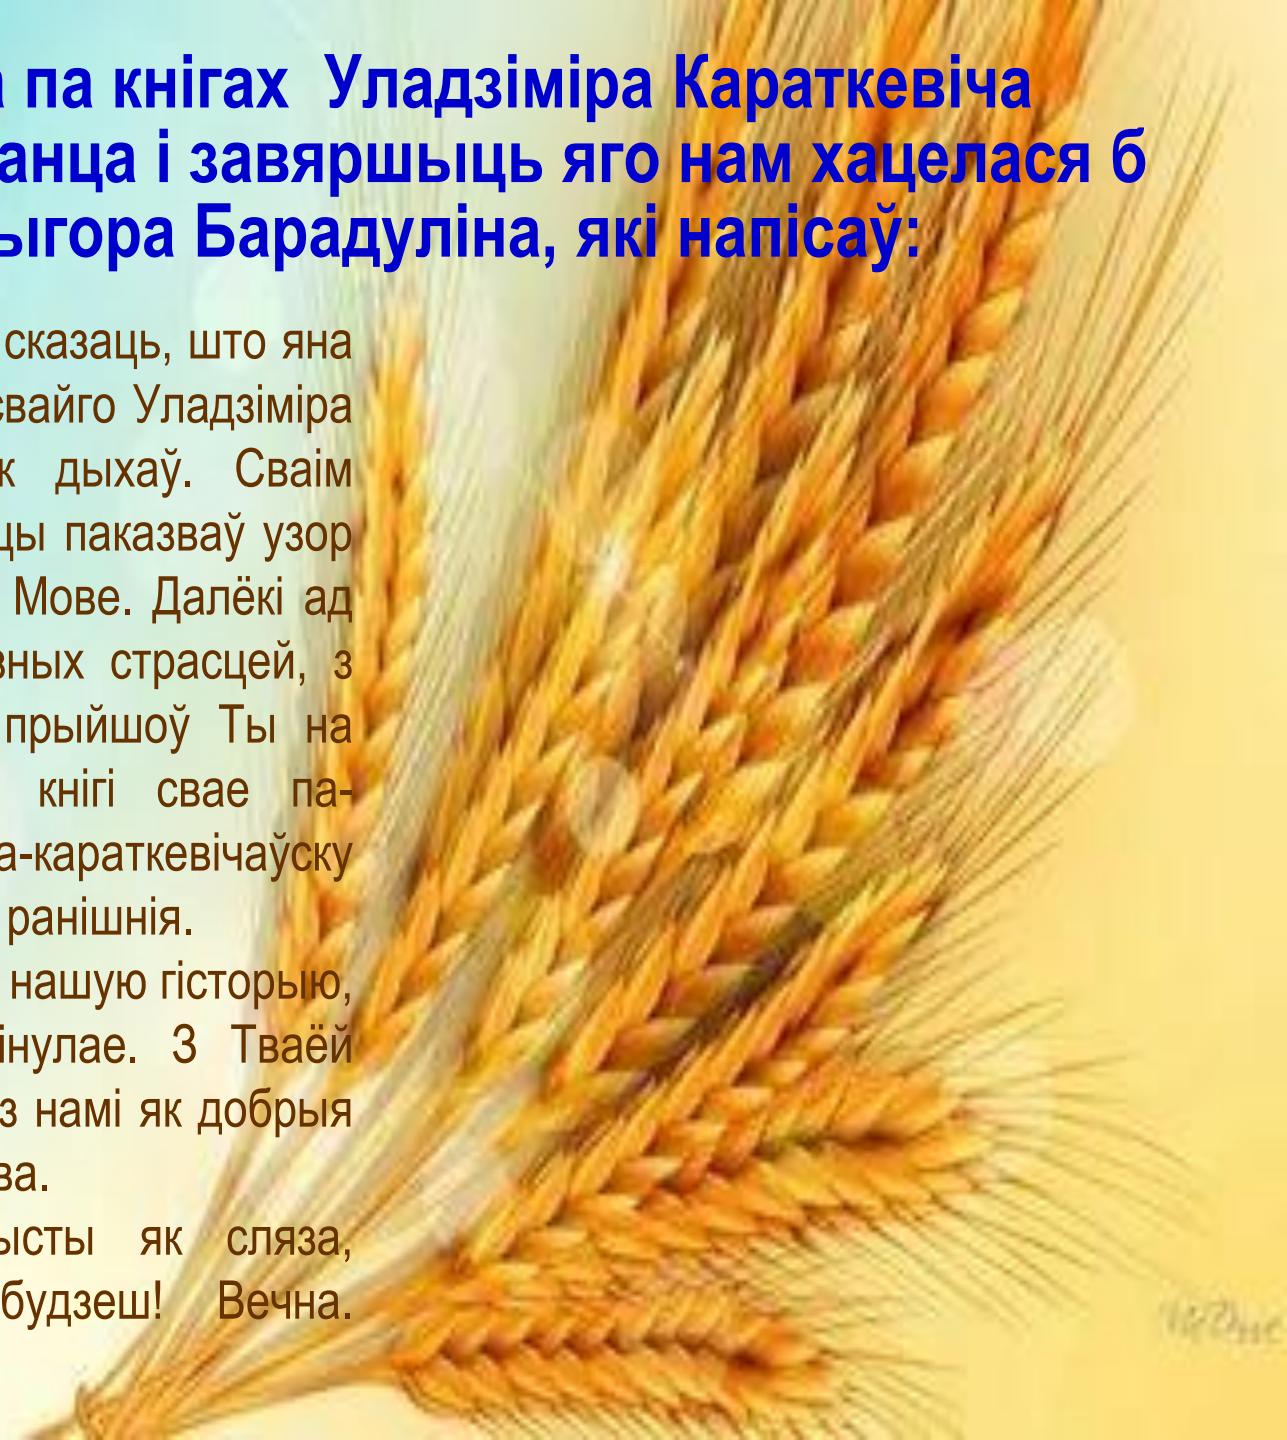 а па кнігах Уладзіміра Караткевіча
анца і завяршыць яго нам хацелася б
ыгора Барадуліна, які напісаў:
сказаць, што яна
свайго Уладзіміра
к дыхаў. Сваім
цы паказваў узор
Мове. Далёкі ад
зных страсцей, з
прыйшоў Ты на
кнігі свае па-
а-караткевічаўску
ранішнія.
нашую гісторыю,
інулае. З Тваёй
з намі як добрыя
ва.
ысты як сляза,
будзеш! Вечна.